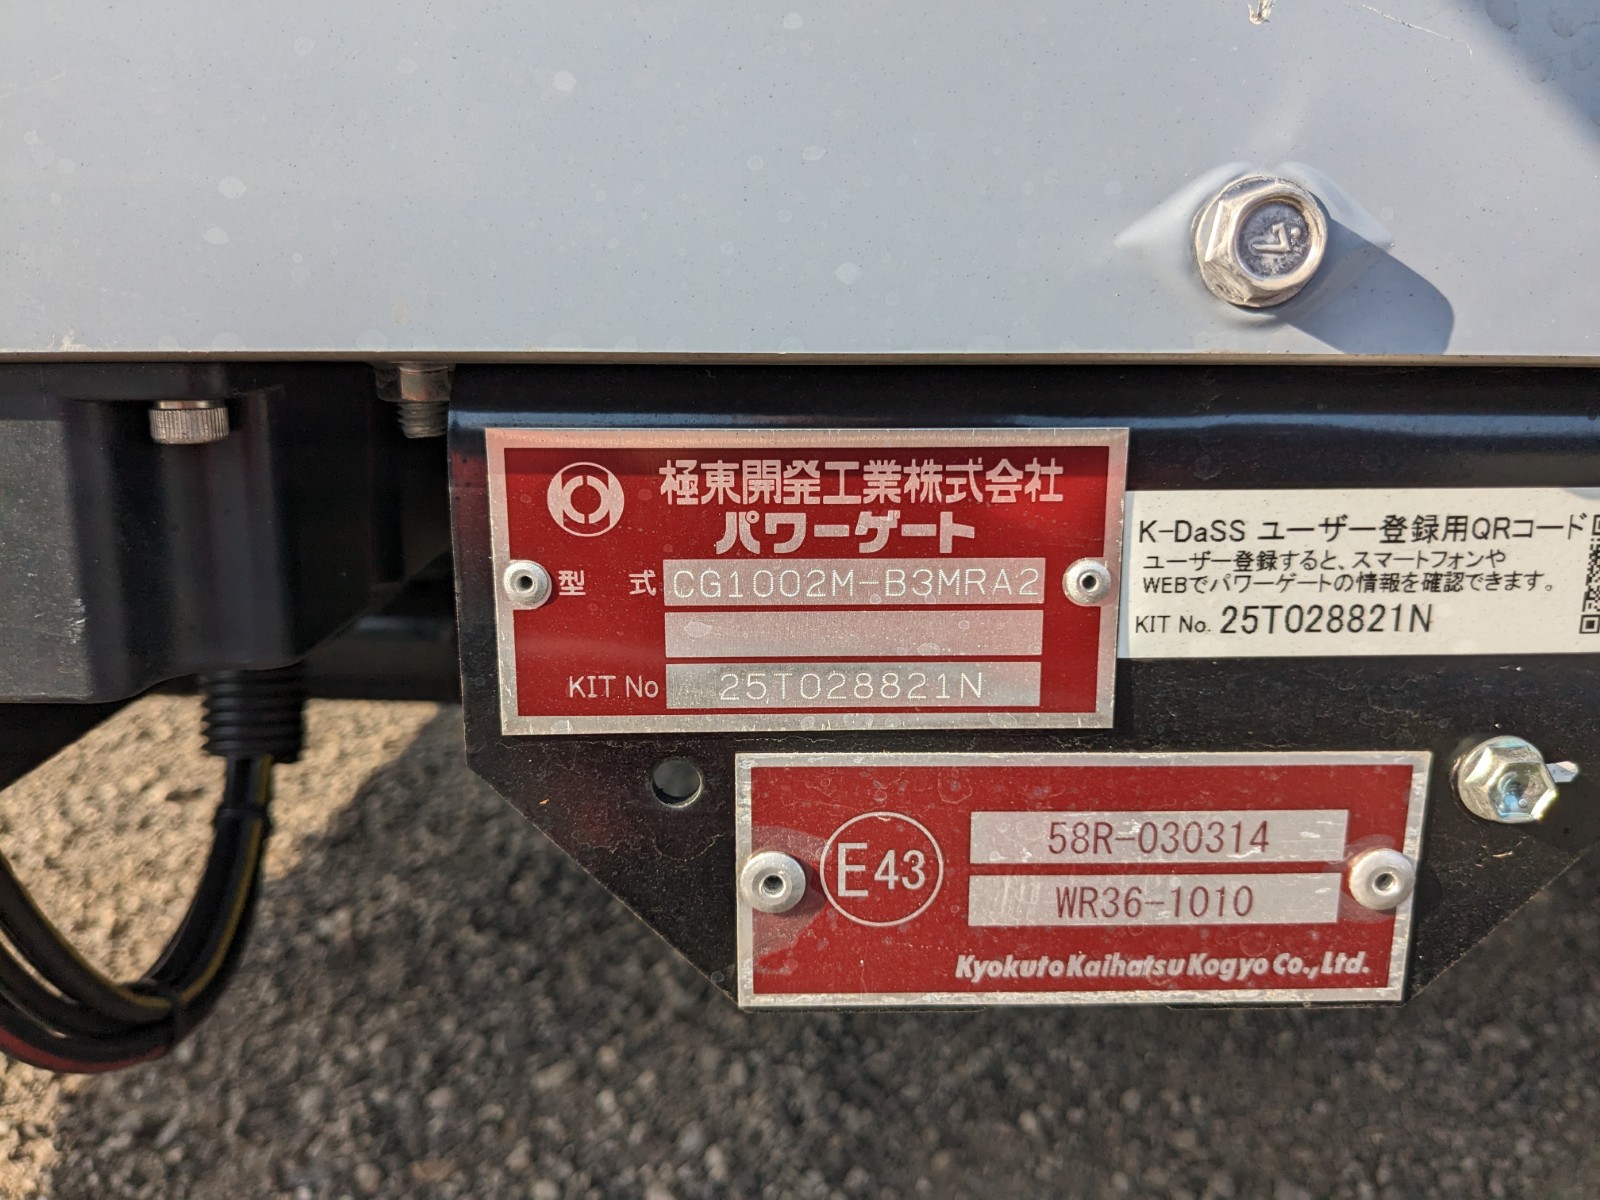 極東開発工業株式会社
パワーゲート
型 式 CG1002M-B3MRA2
KIT No 25T028821N
K-DaSS ユーザー登録用QRコード
ユーザー登録すると、スマートフォンや
WEBでパワーゲートの情報を確認できます。
KIT No. 25T028821N
E43
58R-030314
WR36-1010
Kyokuto Kaihatsu Kogyo Co., Ltd.